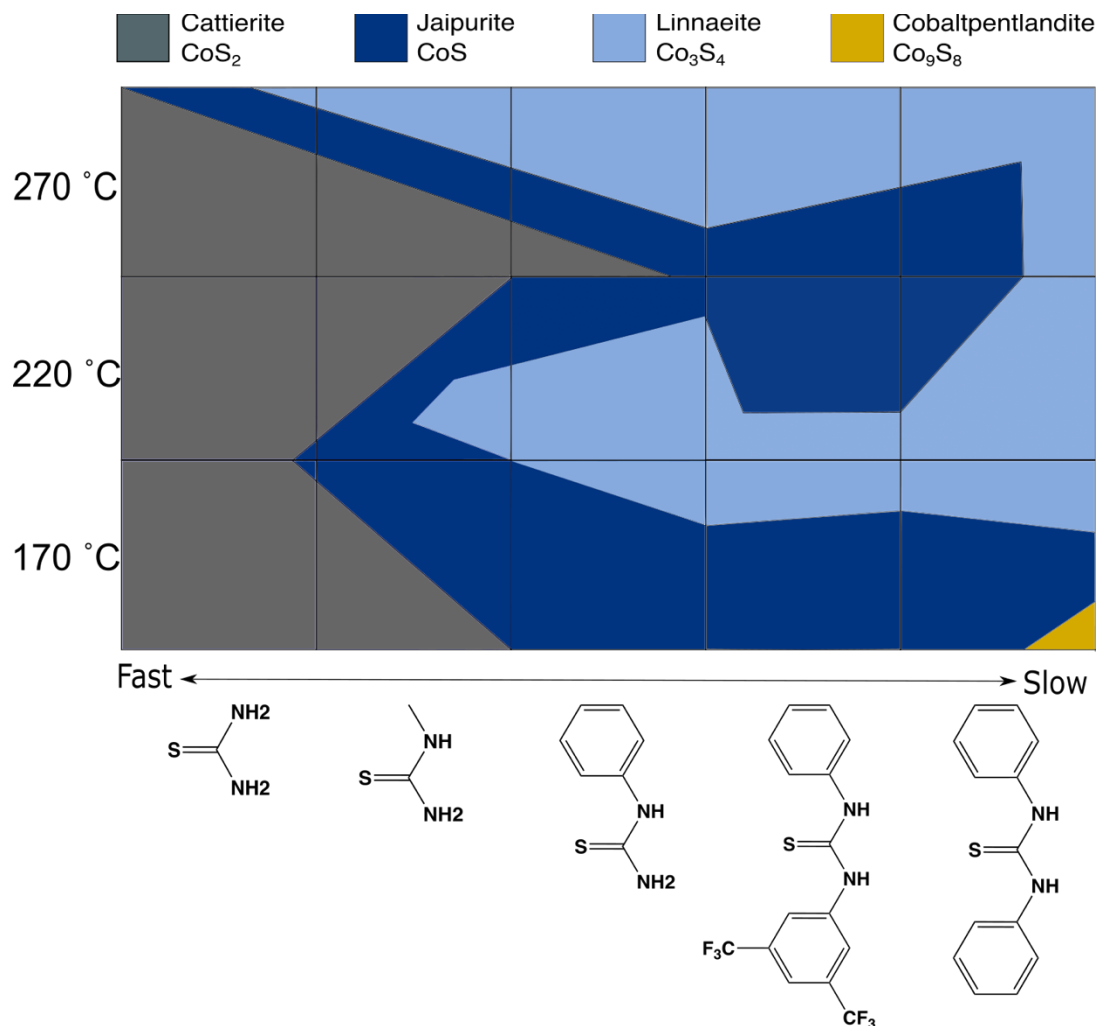 Cattierite
CoS₂
Jaipurite
CoS
Linnaeite
Co₃S₄
Cobaltpentlandite
Co₉S₈
270 ˚C
220 ˚C
170 ˚C
Fast
Slow
NH2
S
NH2
NH
S
NH2
NH
S
NH2
NH
S
NH
F₃C
CF₃
NH
S
NH